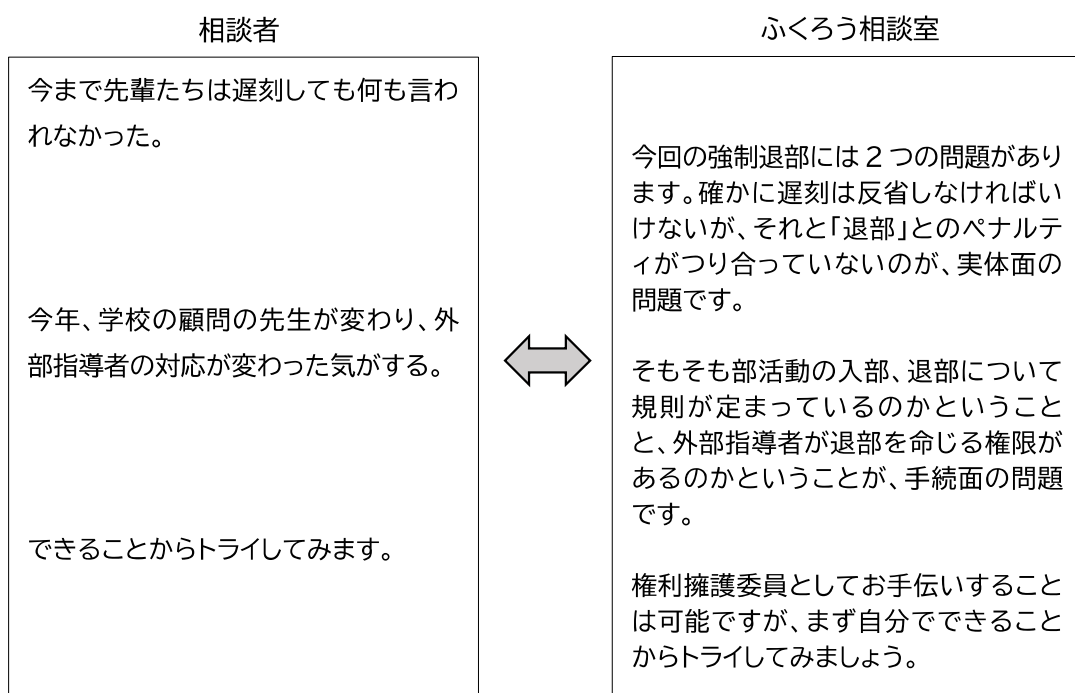 相談者
今まで先輩たちは遅刻しても何も言わ
れなかった。
今年、学校の顧問の先生が変わり、外
部指導者の対応が変わった気がする。
できることからトライしてみます。
ふくろう相談室
今回の強制退部には2つの問題があり
ます。確かに遅刻は反省しなければい
けないが、それと「退部」とのペナルテ
ィがつり合っていないのが、実体面の
問題です。
そもそも部活動の入部、退部について
規則が定まっているのかということ
と、外部指導者が退部を命じる権限が
あるのかということが、手続面の問題
です。
権利擁護委員としてお手伝いすること
は可能ですが、まず自分でできること
からトライしてみましょう。